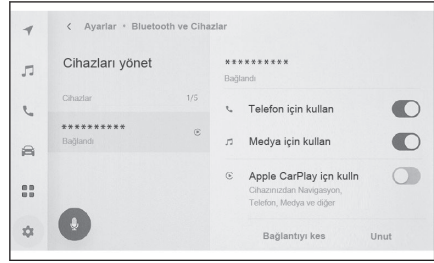 Ayarlar • Bluetooth ve Cihazlar
Cihazları yönet
Cihazlar 1/5
**********
Bağlandı
**********
Bağlandı
Telefon için kullan
Medya için kullan
Apple CarPlay içn kulln
Cihazınızdan Navigasyon,
Telefon, Medya ve diğer
Bağlantıyı kes Unut